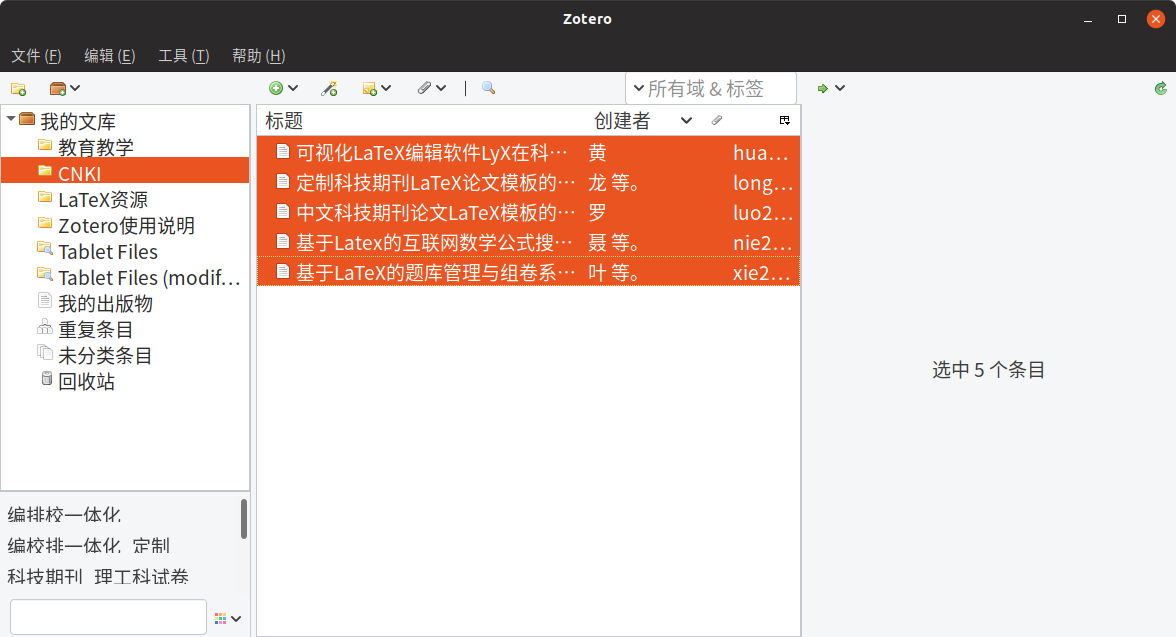 Zotero
文件 (F) 编辑 (E) 工具 (T) 帮助 (H)
所有域 & 标签
我的文库
教育教学
CNKI
LaTeX资源
Zotero使用说明
Tablet Files
Tablet Files (modif…
我的出版物
重复条目
未分类条目
回收站
编排校一体化
编校排一体化 定制
科技期刊 理工科试卷
标题 创建者
可视化LaTeX编辑软件LyX在科… 黄 hua…
定制科技期刊LaTeX论文模板的… 龙 等。 long…
中文科技期刊论文LaTeX模板的… 罗 luo2…
基于Latex的互联网数学公式搜… 聂 等。 nie2…
基于LaTeX的题库管理与组卷系… 叶 等。 xie2…
选中 5 个条目